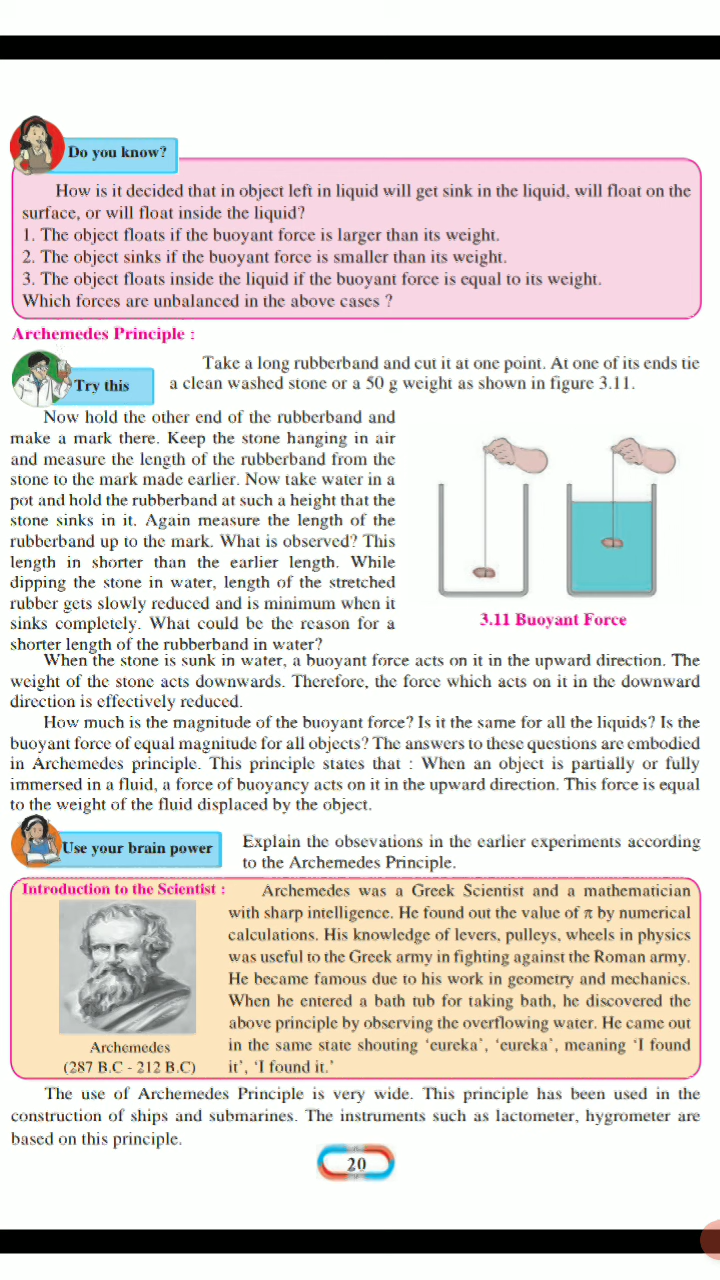 Do you know?
How is it decided that in object left in liquid will get sink in the liquid, will float on the
surface, or will float inside the liquid?
1. The object floats if the buoyant force is larger than its weight.
2. The object sinks if the buoyant force is smaller than its weight.
3. The object floats inside the liquid if the buoyant force is equal to its weight.
Which forces are unbalanced in the above cases ?
Archemedes Principle :
Try this
Take a long rubberband and cut it at one point. At one of its ends tie
a clean washed stone or a 50 g weight as shown in figure 3.11.
Now hold the other end of the rubberband and
make a mark there. Keep the stone hanging in air
and measure the length of the rubberband from the
stone to the mark made earlier. Now take water in a
pot and hold the rubberband at such a height that the
stone sinks in it. Again measure the length of the
rubberband up to the mark. What is observed? This
length in shorter than the earlier length. While
dipping the stone in water, length of the stretched
rubber gets slowly reduced and is minimum when it
sinks completely. What could be the reason for a
shorter length of the rubberband in water?
3.11 Buoyant Force
When the stone is sunk in water, a buoyant force acts on it in the upward direction. The
weight of the stone acts downwards. Therefore, the force which acts on it in the downward
direction is effectively reduced.
How much is the magnitude of the buoyant force? Is it the same for all the liquids? Is the
buoyant force of equal magnitude for all objects? The answers to these questions are embodied
in Archemedes principle. This principle states that : When an object is partially or fully
immersed in a fluid, a force of buoyancy acts on it in the upward direction. This force is equal
to the weight of the fluid displaced by the object.
Use your brain power
Explain the obsevations in the earlier experiments according
to the Archemedes Principle.
Introduction to the Scientist :
Archemedes was a Greek Scientist and a mathematician
with sharp intelligence. He found out the value of π by numerical
calculations. His knowledge of levers, pulleys, wheels in physics
was useful to the Greek army in fighting against the Roman army.
He became famous due to his work in geometry and mechanics.
When he entered a bath tub for taking bath, he discovered the
above principle by observing the overflowing water. He came out
in the same state shouting ‘eureka’, ‘eureka’, meaning ‘I found
it’, ‘I found it.’
Archemedes
(287 B.C - 212 B.C)
The use of Archemedes Principle is very wide. This principle has been used in the
construction of ships and submarines. The instruments such as lactometer, hygrometer are
based on this principle.
20